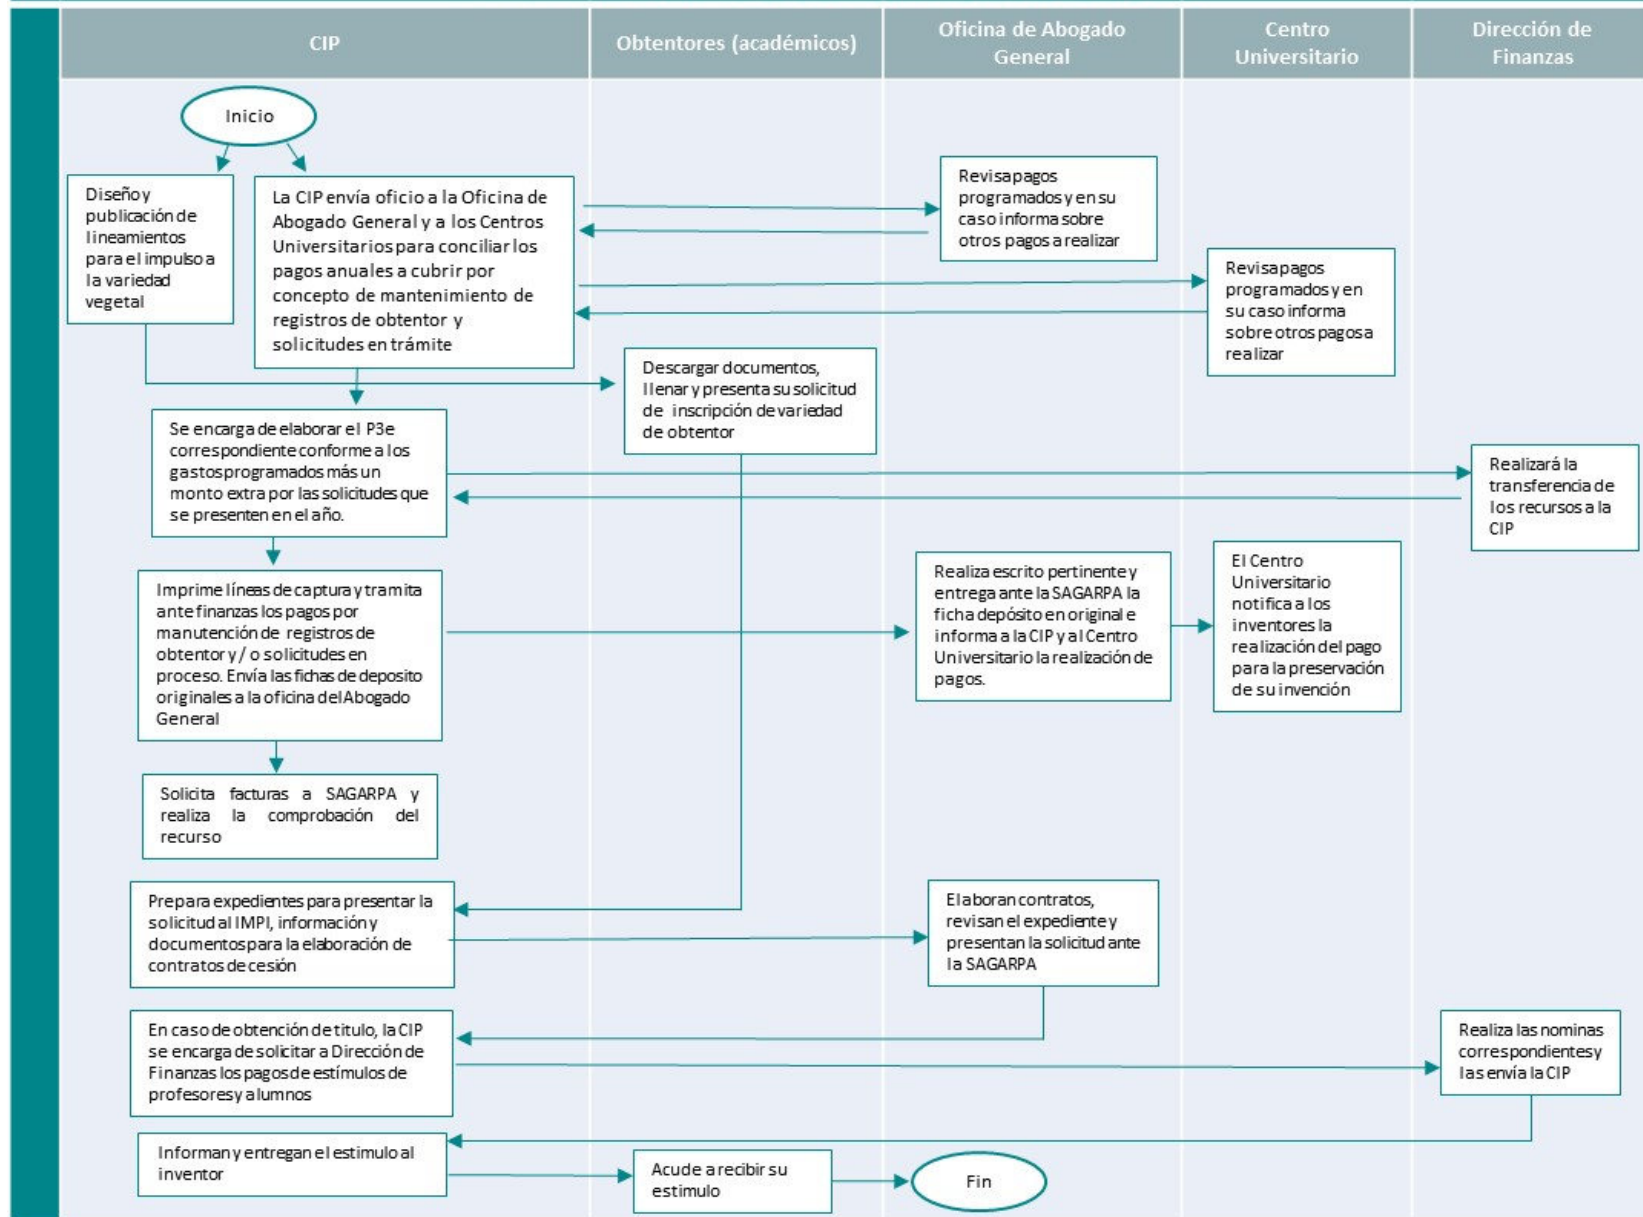 CIP
Obtentores (académicos)
Oficina de Abogado
General
Centro
Universitario
Dirección de
Finanzas
Inicio
Diseño y
publicación de
lineamientos
para el impulso a
la variedad
vegetal
La CIP envía oficio a la Oficina de
Abogado General y a los Centros
Universitarios para conciliar los
pagos anuales a cubrir por
concepto de mantenimiento de
registros de obtentor y
solicitudes en trámite
Revisa pagos
programados y en su
caso informa sobre
otros pagos a realizar
Revisa pagos
programados y en
su caso informa
sobre otros pagos a
realizar
Descargar documentos,
llenar y presenta su solicitud
de inscripción de variedad
de obtentor
Se encarga de elaborar el P3e
correspondiente conforme a los
gastos programados más un
monto extra por las solicitudes que
se presenten en el año.
Realizará la
transferencia de
los recursos a la
CIP
Imprime líneas de captura y tramita
ante finanzas los pagos por
manutención de registros de
obtentor y / o solicitudes en
proceso. Envía las fichas de deposito
originales a la oficina del Abogado
General
Realiza escrito pertinente y
entrega ante la SAGARPA la
ficha depósito en original e
informa a la CIP y al Centro
Universitario la realización de
pagos.
El Centro
Universitario
notifica a los
inventores la
realización del pago
para la preservación
de su invención
Solicita facturas a SAGARPA y
realiza la comprobación del
recurso
Prepara expedientes para presentar la
solicitud al IMPI, información y
documentos para la elaboración de
contratos de cesión
Elaboran contratos,
revisan el expediente y
presentan la solicitud ante
la SAGARPA
En caso de obtención de titulo, la CIP
se encarga de solicitar a Dirección de
Finanzas los pagos de estímulos de
profesores y alumnos
Realiza las nominas
correspondientes y
las envía la CIP
Informan y entregan el estimulo al
inventor
Acude a recibir su
estimulo
Fin